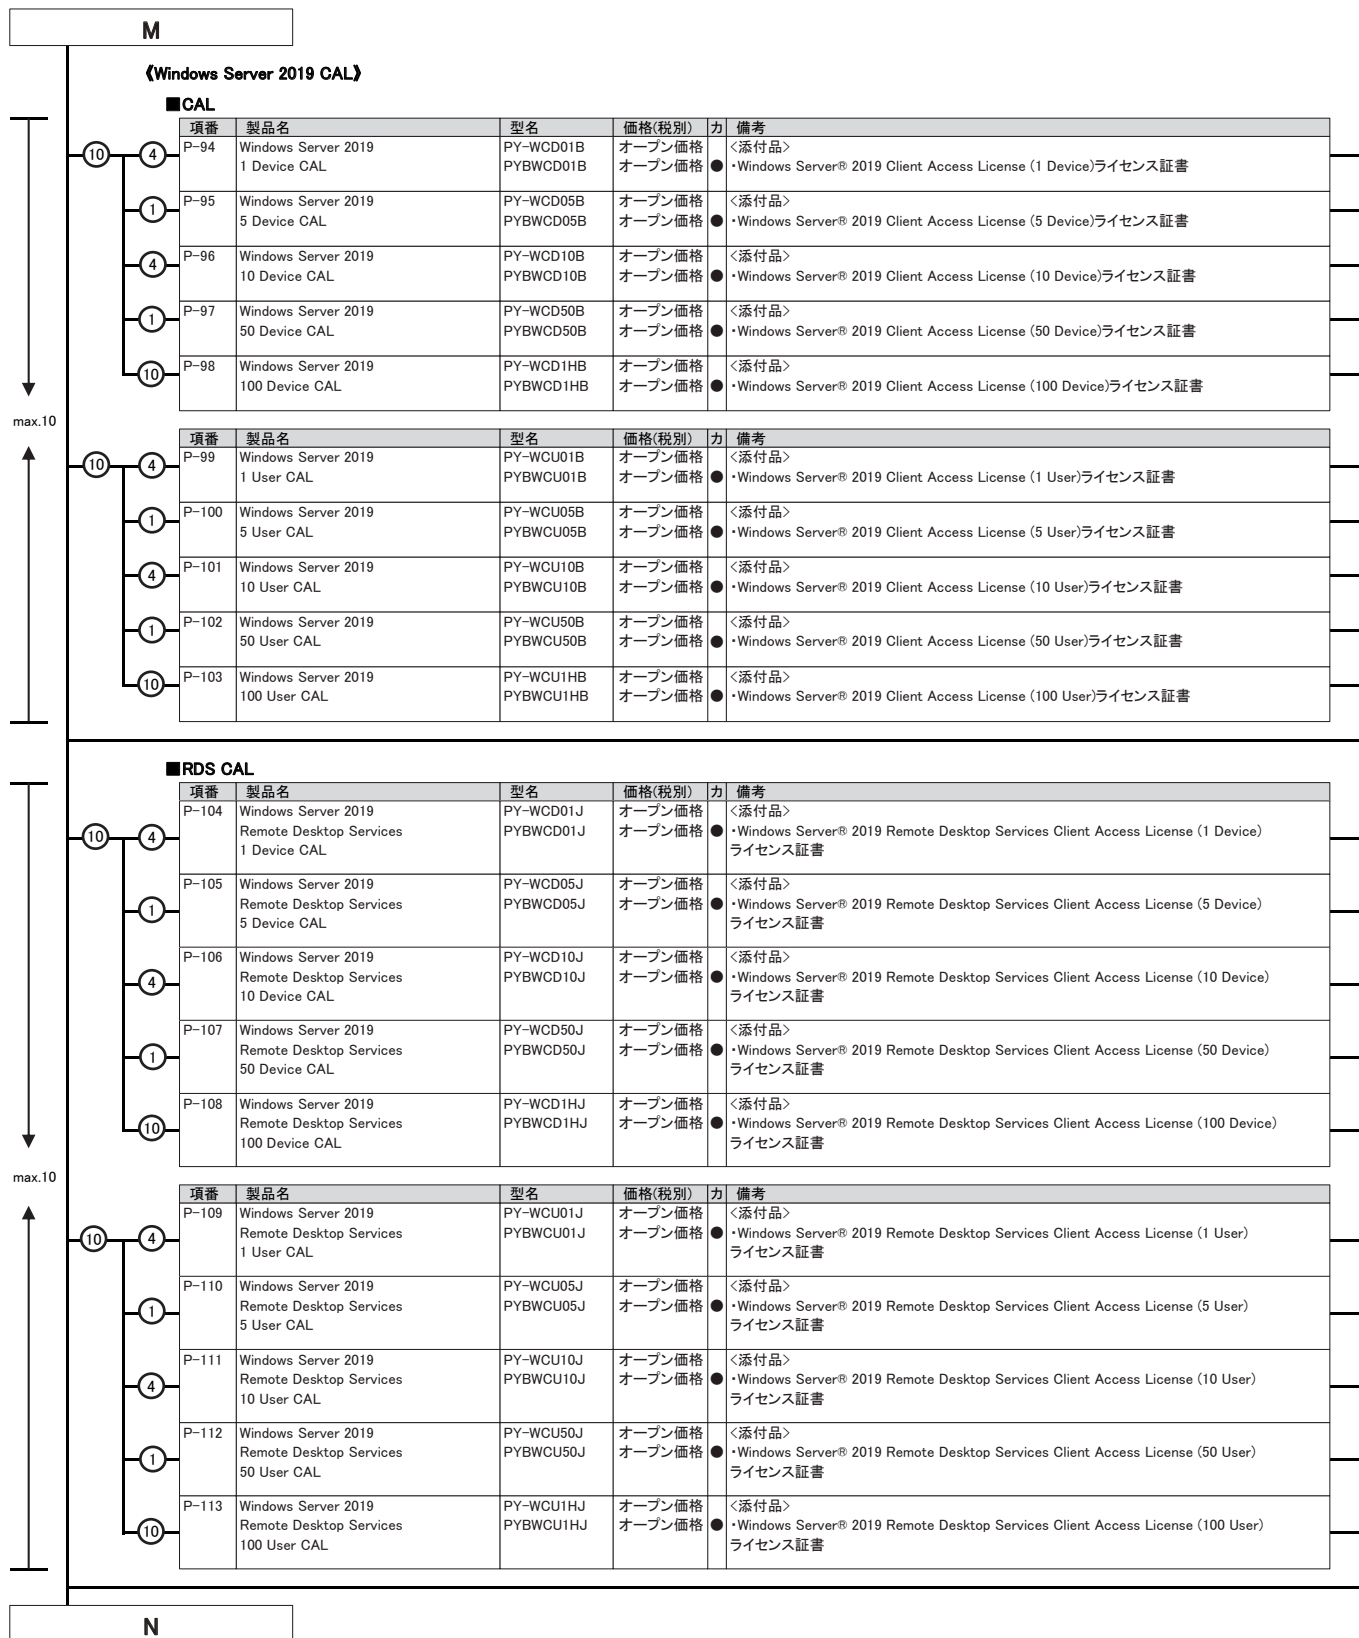 M
《Windows Server 2019 CAL》
■CAL
項番 製品名 型名 価格(税別) カ 備考
⑩ ④ P-94 Windows Server 2019 PY-WCD01B オープン価格 <添付品>
1 Device CAL PYBWCD01B オープン価格 ● ・Windows Server® 2019 Client Access License (1 Device)ライセンス証書
① P-95 Windows Server 2019 PY-WCD05B オープン価格 <添付品>
5 Device CAL PYBWCD05B オープン価格 ● ・Windows Server® 2019 Client Access License (5 Device)ライセンス証書
④ P-96 Windows Server 2019 PY-WCD10B オープン価格 <添付品>
10 Device CAL PYBWCD10B オープン価格 ● ・Windows Server® 2019 Client Access License (10 Device)ライセンス証書
① P-97 Windows Server 2019 PY-WCD50B オープン価格 <添付品>
50 Device CAL PYBWCD50B オープン価格 ● ・Windows Server® 2019 Client Access License (50 Device)ライセンス証書
⑩ P-98 Windows Server 2019 PY-WCD1HB オープン価格 <添付品>
100 Device CAL PYBWCD1HB オープン価格 ● ・Windows Server® 2019 Client Access License (100 Device)ライセンス証書
max.10
項番 製品名 型名 価格(税別) カ 備考
⑩ ④ P-99 Windows Server 2019 PY-WCU01B オープン価格 <添付品>
1 User CAL PYBWCU01B オープン価格 ● ・Windows Server® 2019 Client Access License (1 User)ライセンス証書
① P-100 Windows Server 2019 PY-WCU05B オープン価格 <添付品>
5 User CAL PYBWCU05B オープン価格 ● ・Windows Server® 2019 Client Access License (5 User)ライセンス証書
④ P-101 Windows Server 2019 PY-WCU10B オープン価格 <添付品>
10 User CAL PYBWCU10B オープン価格 ● ・Windows Server® 2019 Client Access License (10 User)ライセンス証書
① P-102 Windows Server 2019 PY-WCU50B オープン価格 <添付品>
50 User CAL PYBWCU50B オープン価格 ● ・Windows Server® 2019 Client Access License (50 User)ライセンス証書
⑩ P-103 Windows Server 2019 PY-WCU1HB オープン価格 <添付品>
100 User CAL PYBWCU1HB オープン価格 ● ・Windows Server® 2019 Client Access License (100 User)ライセンス証書
■RDS CAL
項番 製品名 型名 価格(税別) カ 備考
P-104 Windows Server 2019 PY-WCD01J オープン価格 <添付品>
⑩ ④ Remote Desktop Services PYBWCD01J オープン価格 ● ・Windows Server® 2019 Remote Desktop Services Client Access License (1 Device)
1 Device CAL ライセンス証書
P-105 Windows Server 2019 PY-WCD05J オープン価格 <添付品>
① Remote Desktop Services PYBWCD05J オープン価格 ● ・Windows Server® 2019 Remote Desktop Services Client Access License (5 Device)
5 Device CAL ライセンス証書
P-106 Windows Server 2019 PY-WCD10J オープン価格 <添付品>
④ Remote Desktop Services PYBWCD10J オープン価格 ● ・Windows Server® 2019 Remote Desktop Services Client Access License (10 Device)
10 Device CAL ライセンス証書
P-107 Windows Server 2019 PY-WCD50J オープン価格 <添付品>
① Remote Desktop Services PYBWCD50J オープン価格 ● ・Windows Server® 2019 Remote Desktop Services Client Access License (50 Device)
50 Device CAL ライセンス証書
P-108 Windows Server 2019 PY-WCD1HJ オープン価格 <添付品>
⑩ Remote Desktop Services PYBWCD1HJ オープン価格 ● ・Windows Server® 2019 Remote Desktop Services Client Access License (100 Device)
100 Device CAL ライセンス証書
max.10
項番 製品名 型名 価格(税別) カ 備考
P-109 Windows Server 2019 PY-WCU01J オープン価格 <添付品>
⑩ ④ Remote Desktop Services PYBWCU01J オープン価格 ● ・Windows Server® 2019 Remote Desktop Services Client Access License (1 User)
1 User CAL ライセンス証書
P-110 Windows Server 2019 PY-WCU05J オープン価格 <添付品>
① Remote Desktop Services PYBWCU05J オープン価格 ● ・Windows Server® 2019 Remote Desktop Services Client Access License (5 User)
5 User CAL ライセンス証書
P-111 Windows Server 2019 PY-WCU10J オープン価格 <添付品>
④ Remote Desktop Services PYBWCU10J オープン価格 ● ・Windows Server® 2019 Remote Desktop Services Client Access License (10 User)
10 User CAL ライセンス証書
P-112 Windows Server 2019 PY-WCU50J オープン価格 <添付品>
① Remote Desktop Services PYBWCU50J オープン価格 ● ・Windows Server® 2019 Remote Desktop Services Client Access License (50 User)
50 User CAL ライセンス証書
P-113 Windows Server 2019 PY-WCU1HJ オープン価格 <添付品>
⑩ Remote Desktop Services PYBWCU1HJ オープン価格 ● ・Windows Server® 2019 Remote Desktop Services Client Access License (100 User)
100 User CAL ライセンス証書
N